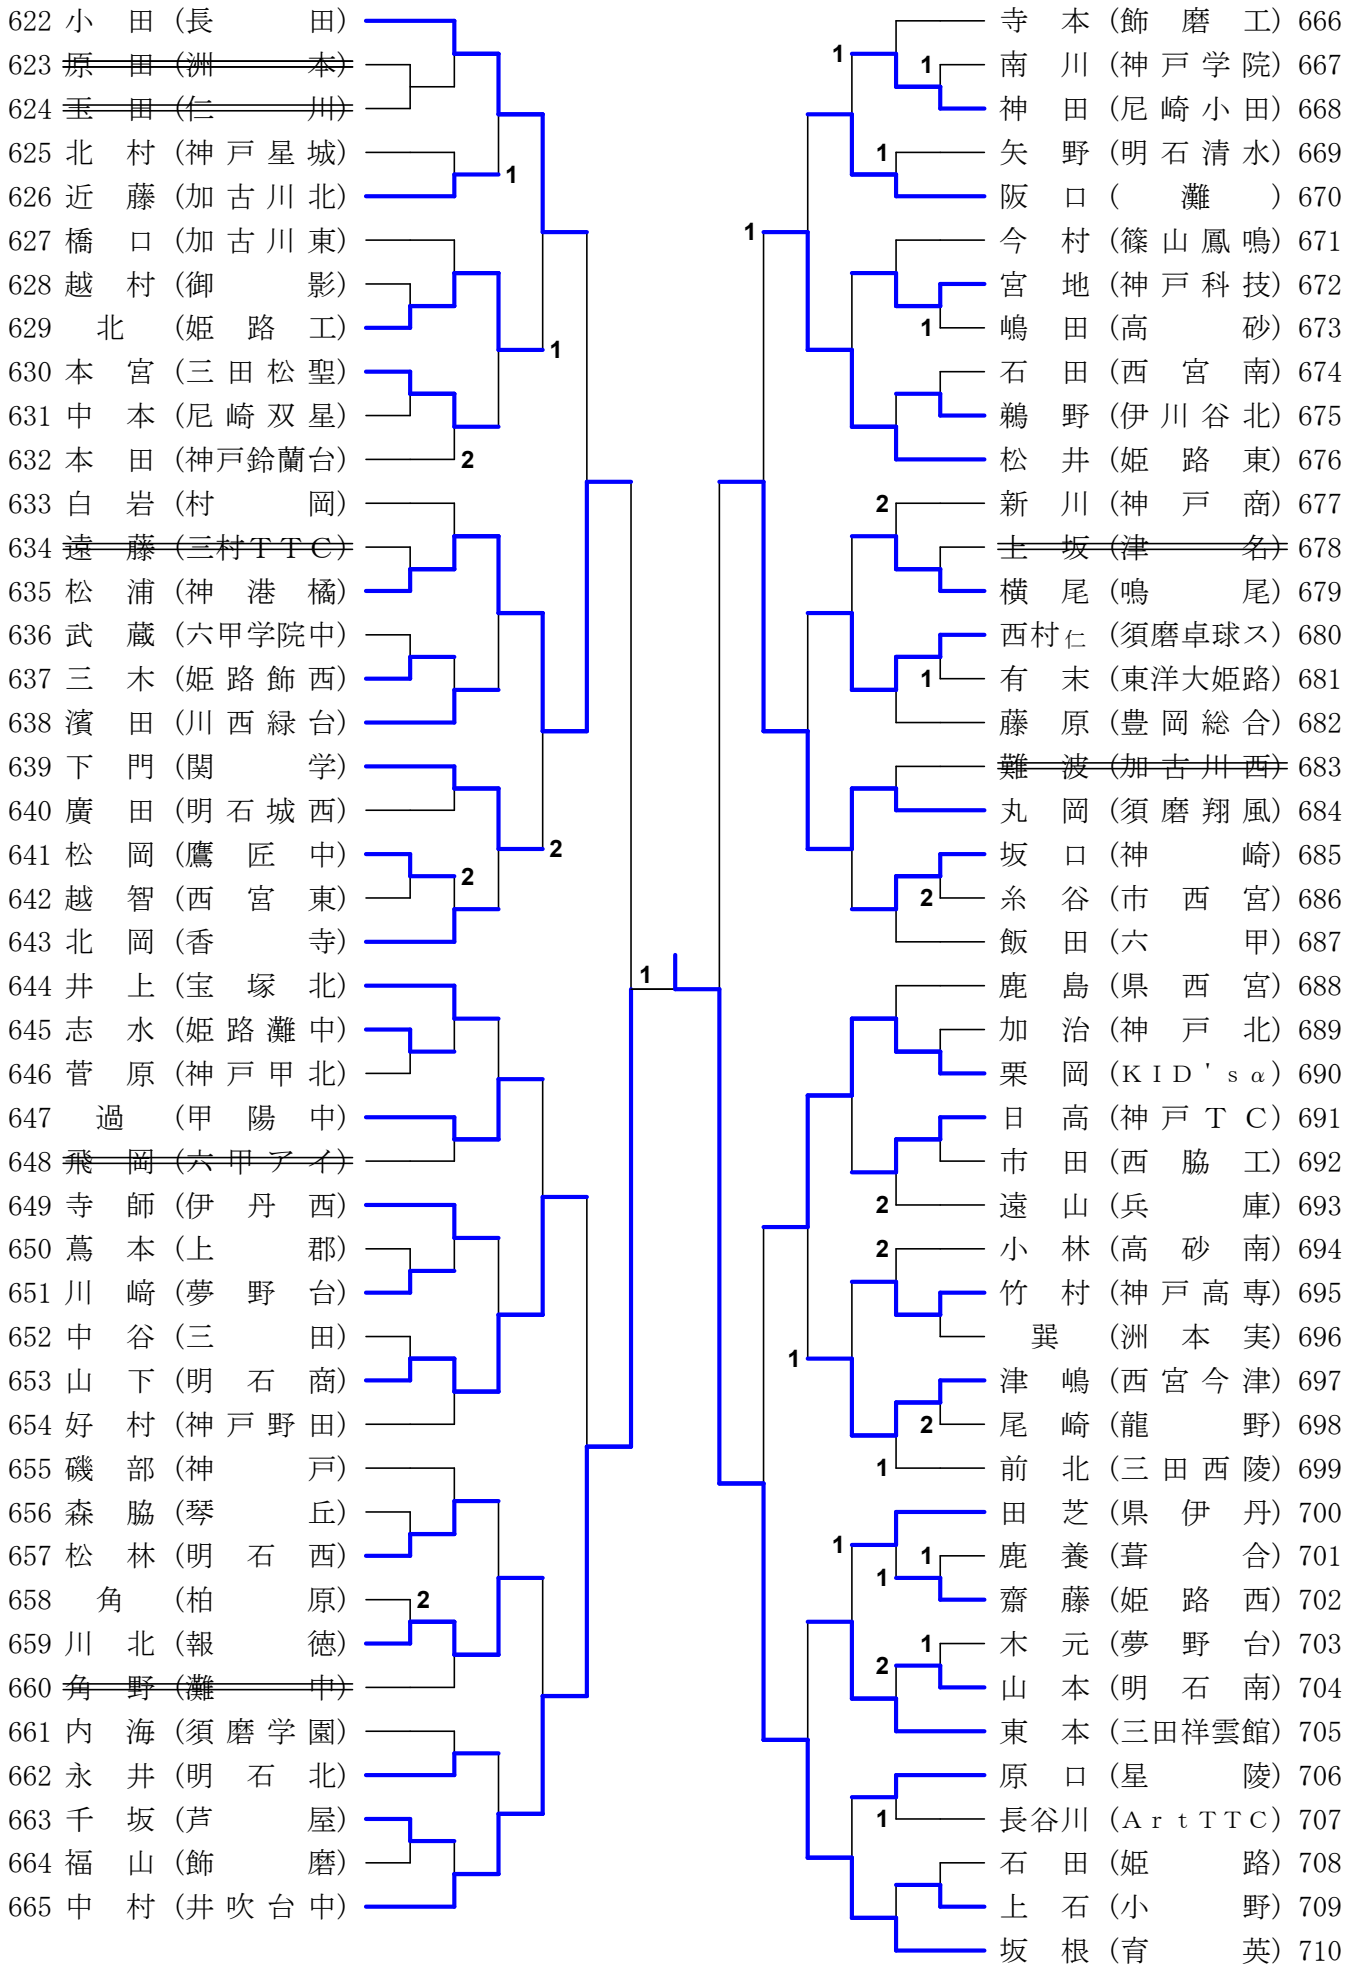 622 小 田 (長 田)
623 原 田 (洲 本)
624 玉 田 (仁 川)
625 北 村 (神 戸 星 城)
626 近 藤 (加 古 川 北)
627 橋 口 (加 古 川 東)
628 越 村 (御 影)
629 北 (姫 路 工)
630 本 宮 (三 田 松 聖)
631 中 本 (尼 崎 双 星)
632 本 田 (神戸鈴蘭台)
633 白 岩 (村 岡)
634 遠 藤 (三村TTC)
635 松 浦 (神 港 橘)
636 武 蔵 (六甲学院中)
637 三 木 (姫 路 飾 西)
638 濱 田 (川 西 緑 台)
639 下 門 (関 学)
640 廣 田 (明 石 城 西)
641 松 岡 (鷹 匠 中)
642 越 智 (西 宮 東)
643 北 岡 (香 寺)
644 井 上 (宝 塚 北)
645 志 水 (姫 路 灘 中)
646 菅 原 (神 戸 甲 北)
647 過 (甲 陽 中)
648 飛 岡 (六 甲 ア イ)
649 寺 師 (伊 丹 西)
650 蔦 本 (上 郡)
651 川 﨑 (夢 野 台)
652 中 谷 (三 田)
653 山 下 (明 石 商)
654 好 村 (神 戸 野 田)
655 磯 部 (神 戸)
656 森 脇 (琴 丘)
657 松 林 (明 石 西)
658 角 (柏 原)
659 川 北 (報 徳)
660 角 野 (灘 中)
661 内 海 (須 磨 学 園)
662 永 井 (明 石 北)
663 千 坂 (芦 屋)
664 福 山 (飾 磨)
665 中 村 (井 吹 台 中)
1
1
2
2
2
2
1
寺 本 (飾 磨 工) 666
南 川 (神 戸 学 院) 667
神 田 (尼 崎 小 田) 668
矢 野 (明 石 清 水) 669
阪 口 ( 灘 ) 670
今 村 (篠 山 鳳 鳴) 671
宮 地 (神 戸 科 技) 672
嶋 田 (高 砂) 673
石 田 (西 宮 南) 674
鵜 野 (伊 川 谷 北) 675
松 井 (姫 路 東) 676
新 川 (神 戸 商) 677
上 坂 (津 名) 678
横 尾 (鳴 尾) 679
西村仁 (須磨卓球ス) 680
有 末 (東洋大姫路) 681
藤 原 (豊 岡 総 合) 682
難 波 (加 古 川 西) 683
丸 岡 (須 磨 翔 風) 684
坂 口 (神 崎) 685
糸 谷 (市 西 宮) 686
飯 田 (六 甲) 687
鹿 島 (県 西 宮) 688
加 治 (神 戸 北) 689
栗 岡 (KID'sα) 690
日 高 (神 戸 T C) 691
市 田 (西 脇 工) 692
遠 山 (兵 庫) 693
小 林 (高 砂 南) 694
竹 村 (神 戸 高 専) 695
巽 (洲 本 実) 696
津 嶋 (西 宮 今 津) 697
尾 崎 (龍 野) 698
前 北 (三 田 西 陵) 699
田 芝 (県 伊 丹) 700
鹿 養 (葺 合) 701
齋 藤 (姫 路 西) 702
木 元 (夢 野 台) 703
山 本 (明 石 南) 704
東 本 (三田祥雲館) 705
原 口 (星 陵) 706
長谷川 (ArtTTC) 707
石 田 (姫 路) 708
上 石 (小 野) 709
坂 根 (育 英) 710
1
1
1
1
1
2
1
2
2
2
1
2
1
1
1
1
1
2
1